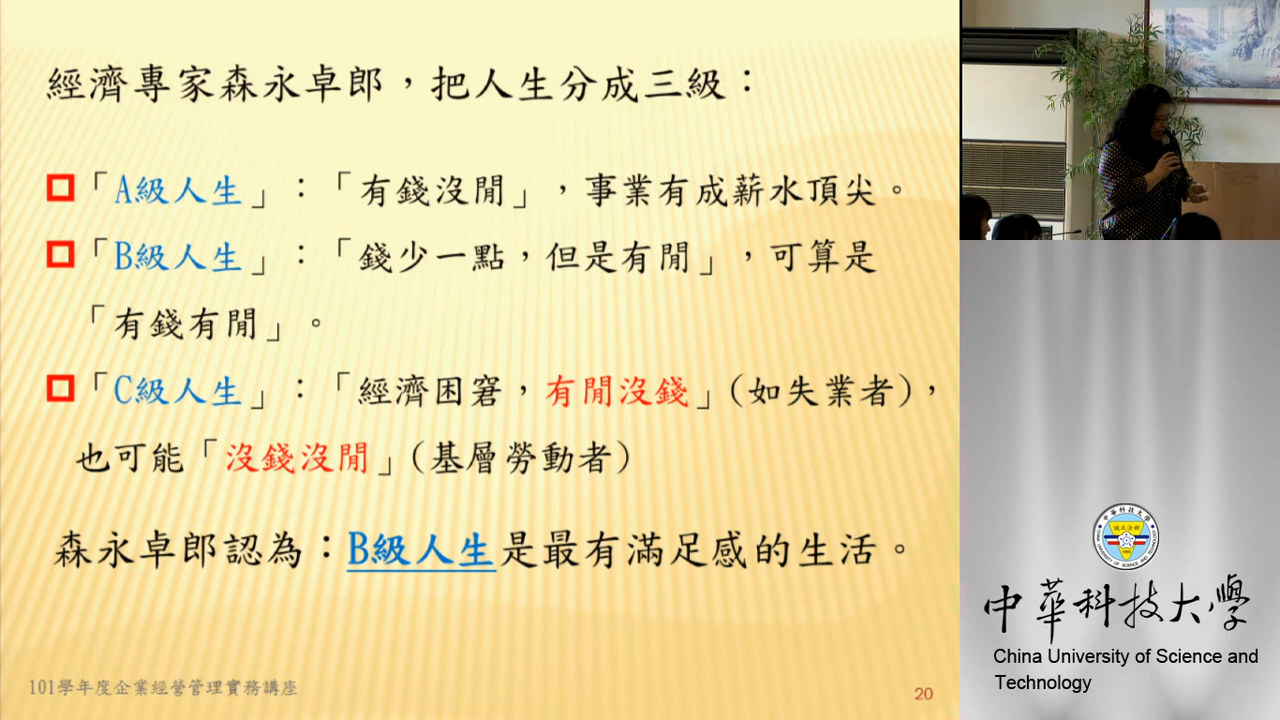 經濟專家森永卓郎，把人生分成三級：
「A級人生」：「有錢沒閒」，事業有成薪水頂尖。
「B級人生」：「錢少一點，但是有閒」，可算是
「有錢有閒」。
「C級人生」：「經濟困窘，有閒沒錢」(如失業者)，
也可能「沒錢沒閒」(基層勞動者)
森永卓郎認為：B級人生是最有滿足感的生活。
101學年度企業經營管理實務講座
20
中華科技大學
China University of Science and
Technology